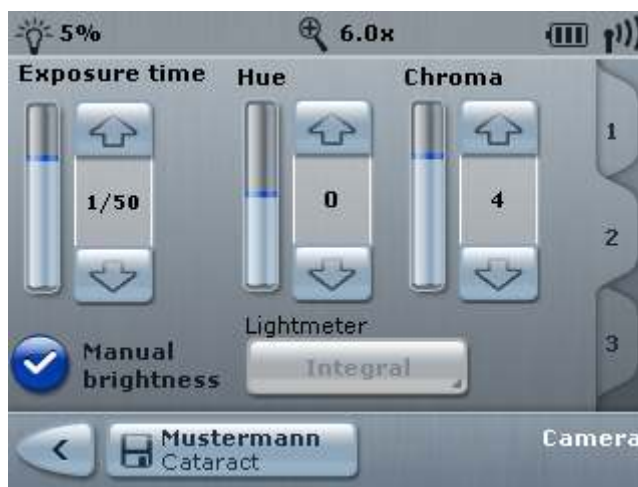 5%
6.0x
Exposure time
Hue
Chroma
1/50
0
4
1
2
3
Manual
brightness
Lightmeter
Integral
Mustermann
Cataract
Camera